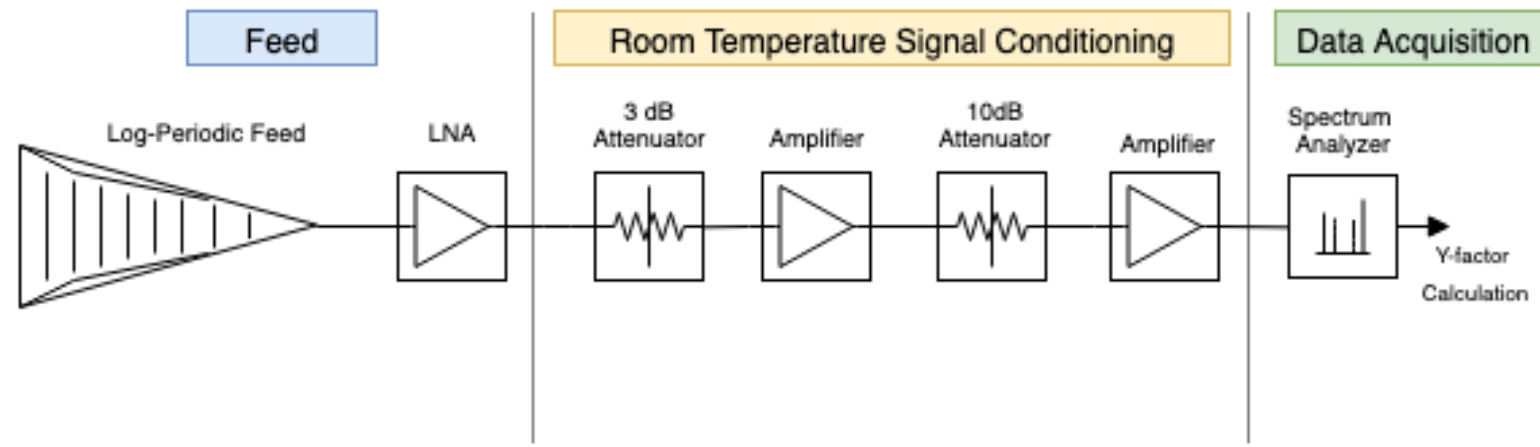 Feed
Room Temperature Signal Conditioning
Data Acquisition
Log-Periodic Feed
LNA
3 dB
Attenuator
Amplifier
10dB
Attenuator
Amplifier
Spectrum
Analyzer
Y-factor
Calculation